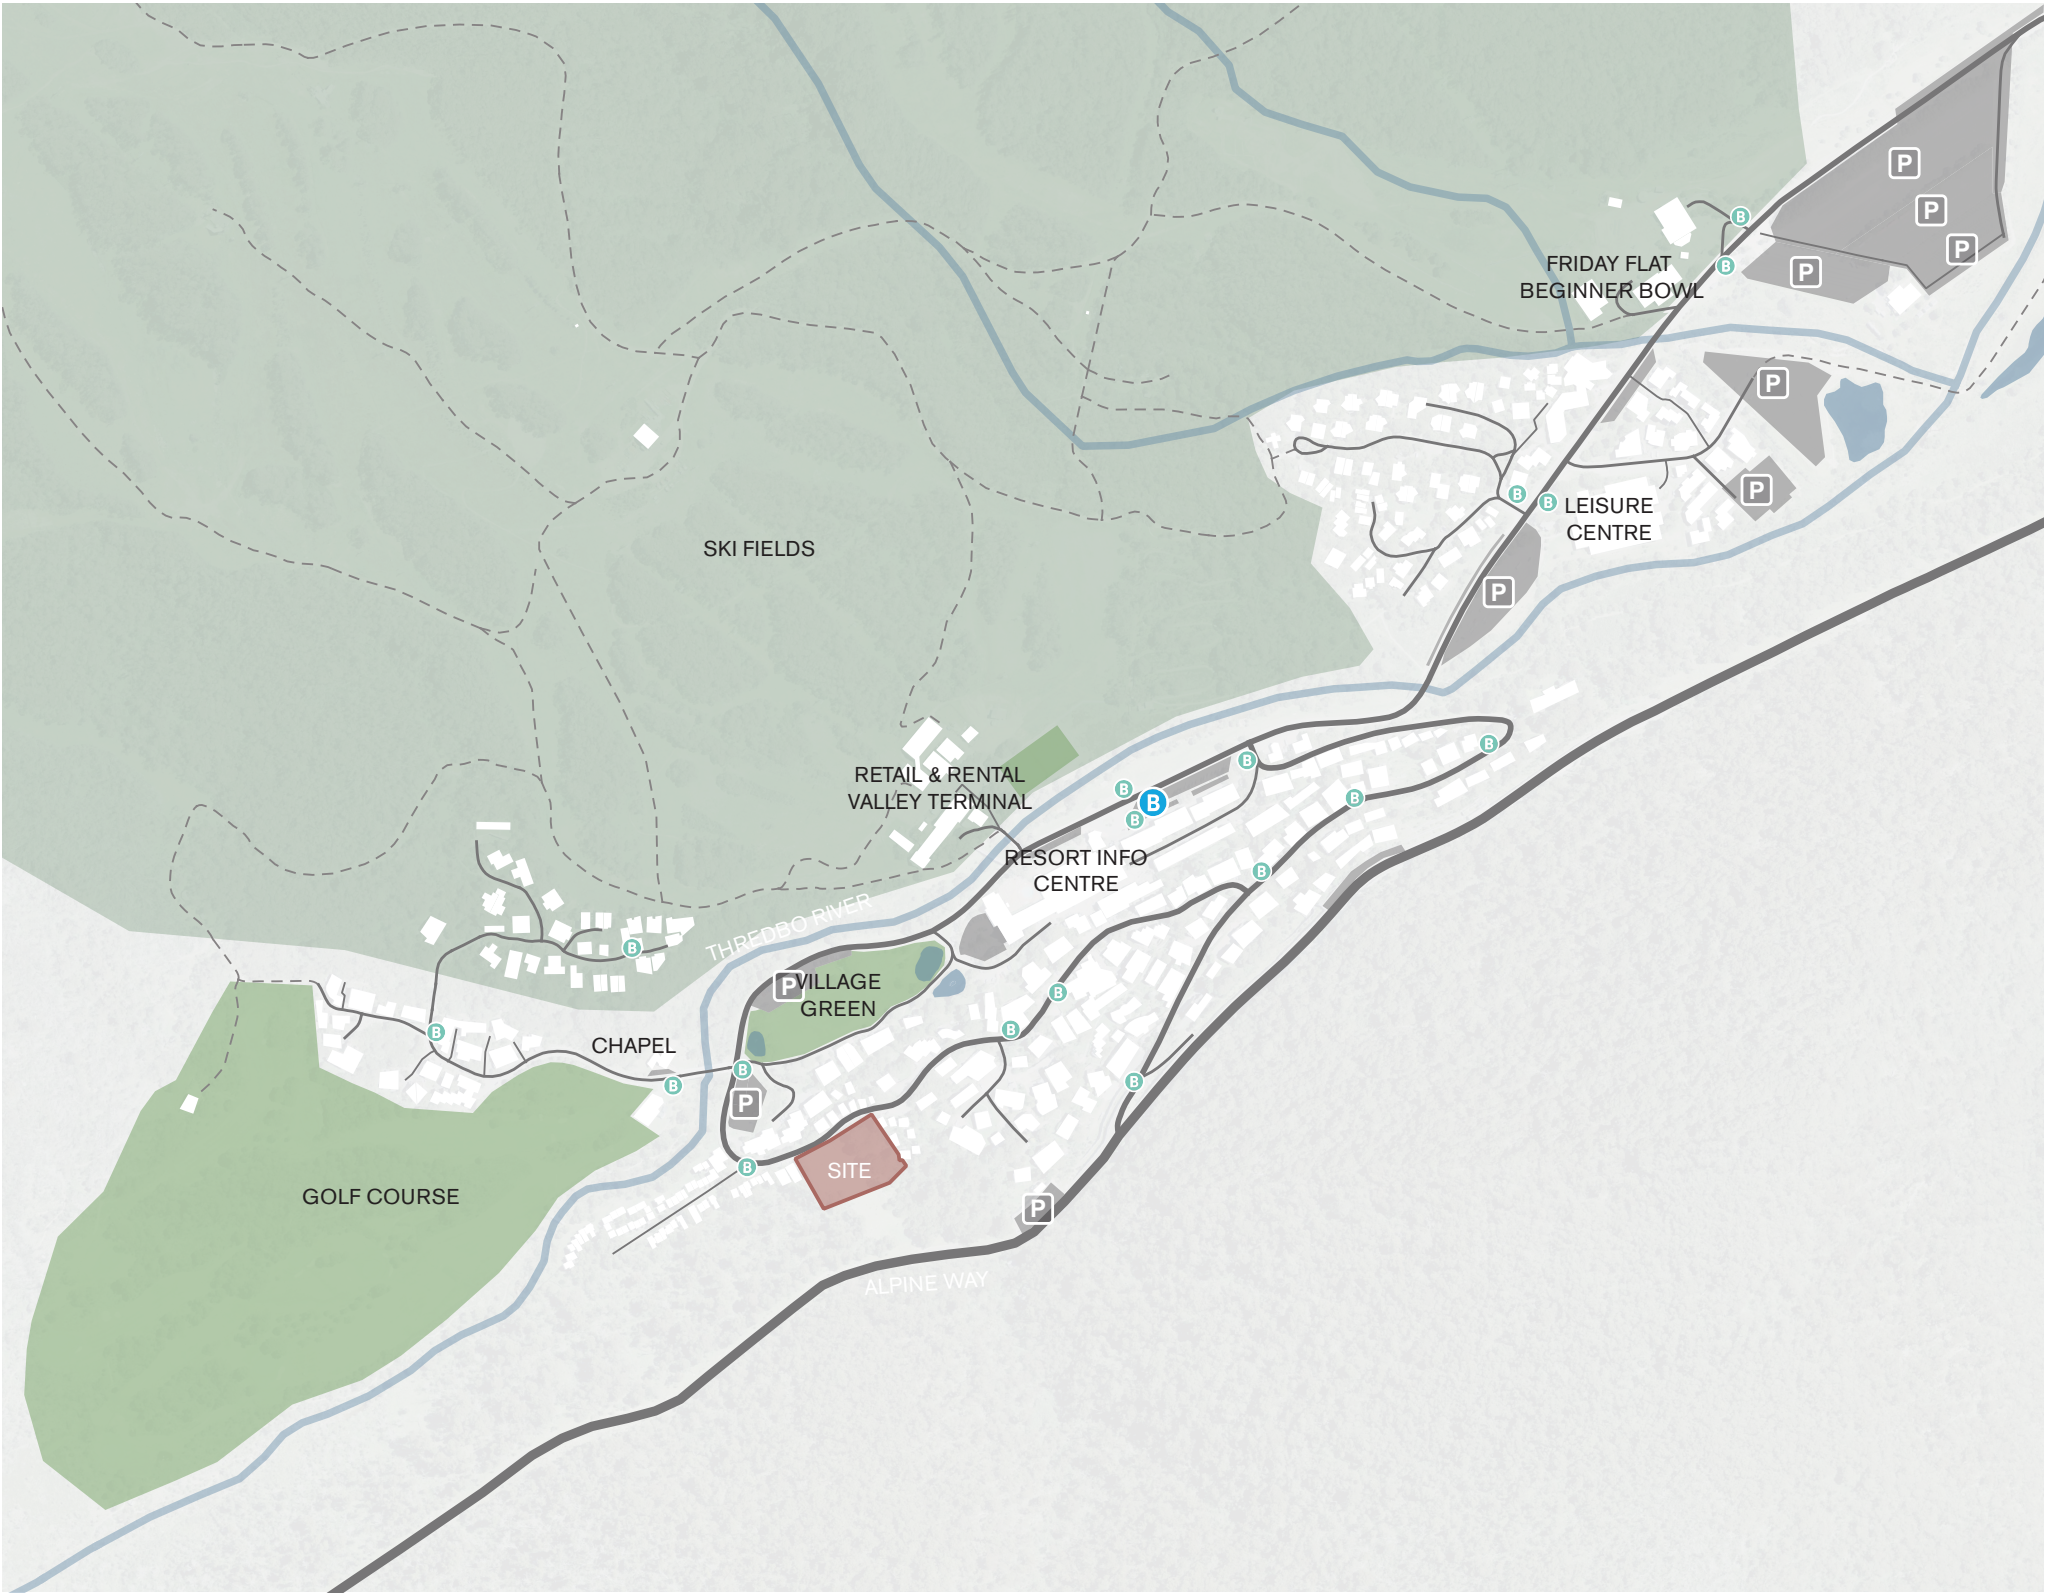 P
P
B
P
FRIDAY FLAT
BEGINNER BOWL
B
P
P
B
B
LEISURE
CENTRE
P
SKI FIELDS
P
B
B
RETAIL & RENTAL
VALLEY TERMINAL
B
B
B
B
B
RESORT INFO
CENTRE
B
THREDBO RIVER
B
P
VILLAGE
GREEN
B
B
B
CHAPEL
B
B
B
P
B
SITE
GOLF COURSE
P
ALPINE WAY
P